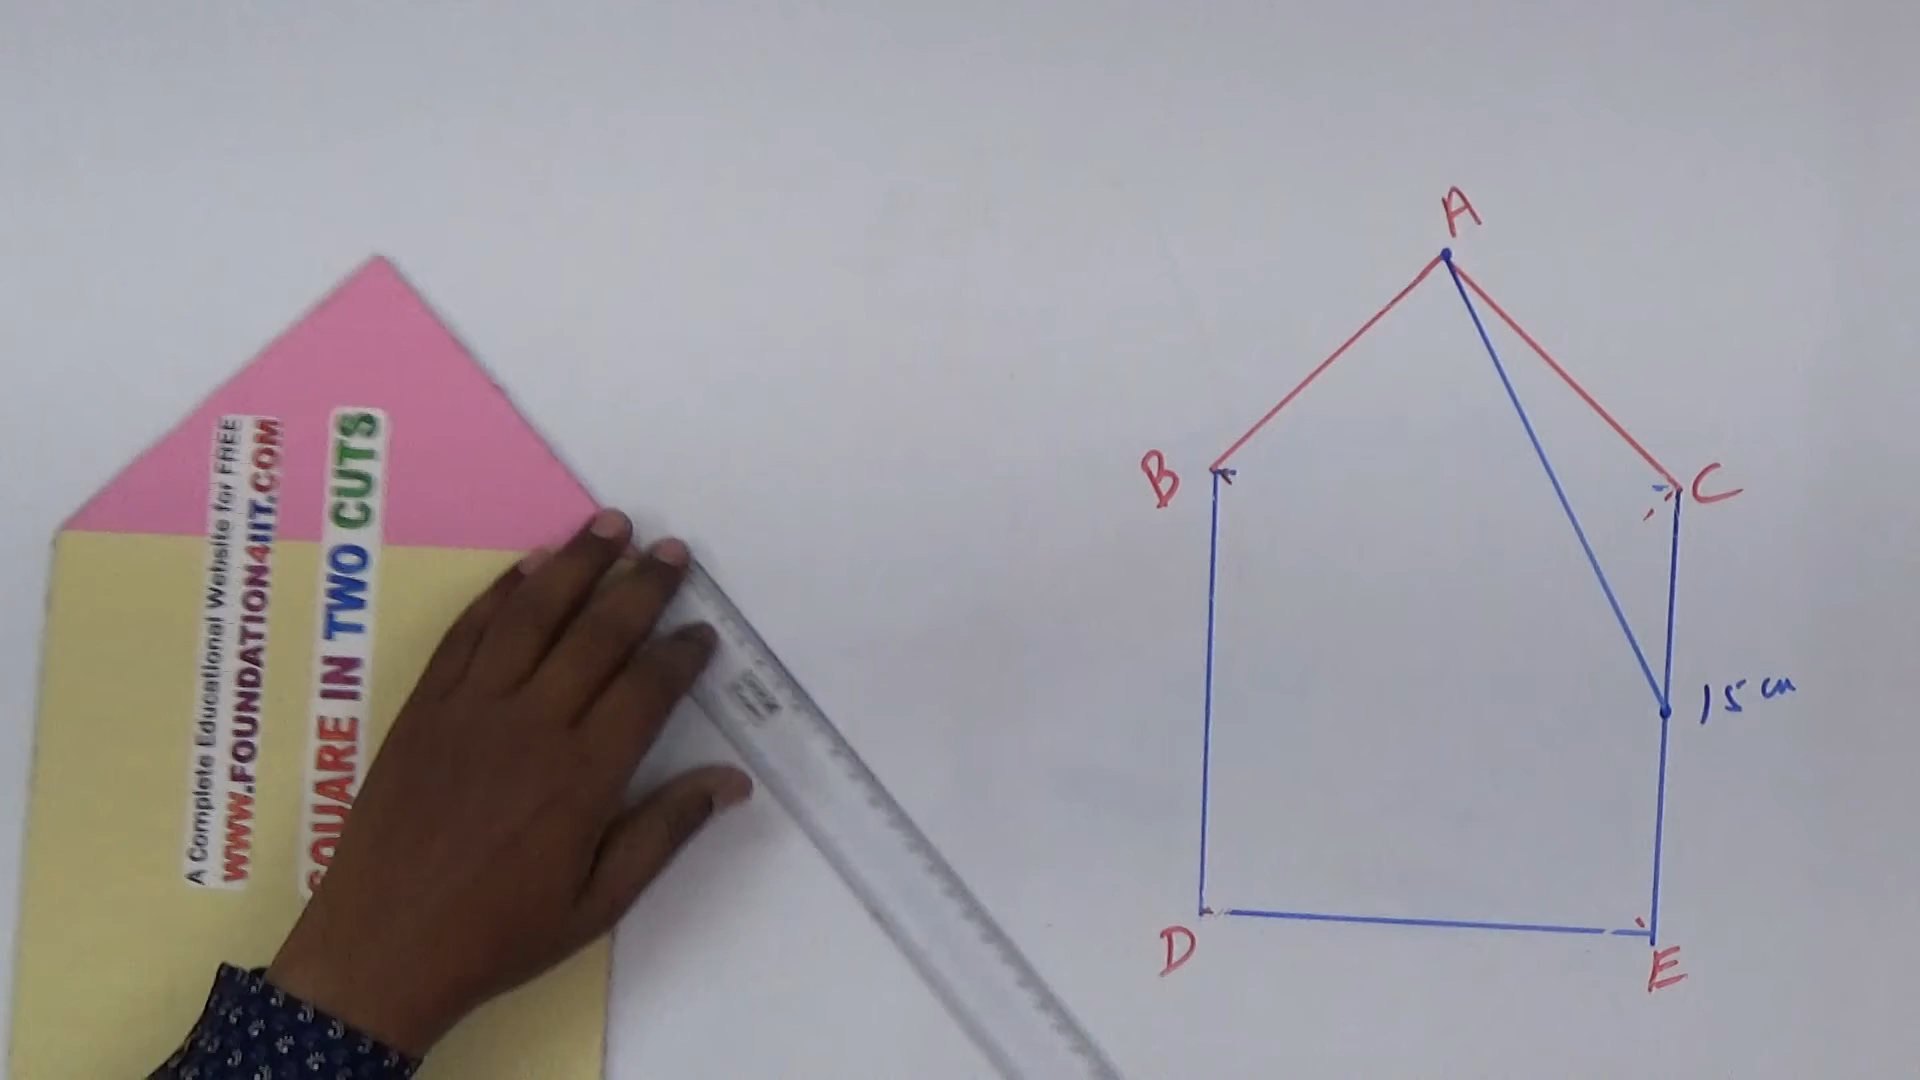 A Complete Educational Website for FREE
WWW.FOUNDATION4IIT.COM
SQUARE IN TWO CUTS
A
B
C
15 cm
D
E